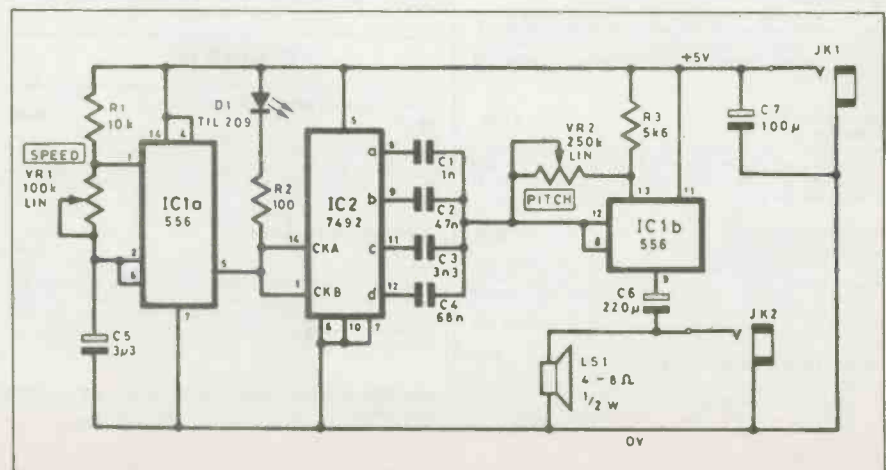 R1
10k
SPEED
VR1
100k
LIN
C5
3µ3
14
4
1
2
6
5
7
IC1a
556
D1
TIL 209
R2
100
14
CKA
1
CKB
IC2
7492
5
a
b
c
d
8
9
11
12
6
10
7
C1
1n
C2
47n
C3
3n3
C4
68n
VR2
250k
LIN
PITCH
R3
5k6
13
11
12
8
9
IC1b
556
C6
220µ
+5V
C7
100µ
JK1
JK2
LS1
4 – 8 Ω
1/2 W
0V